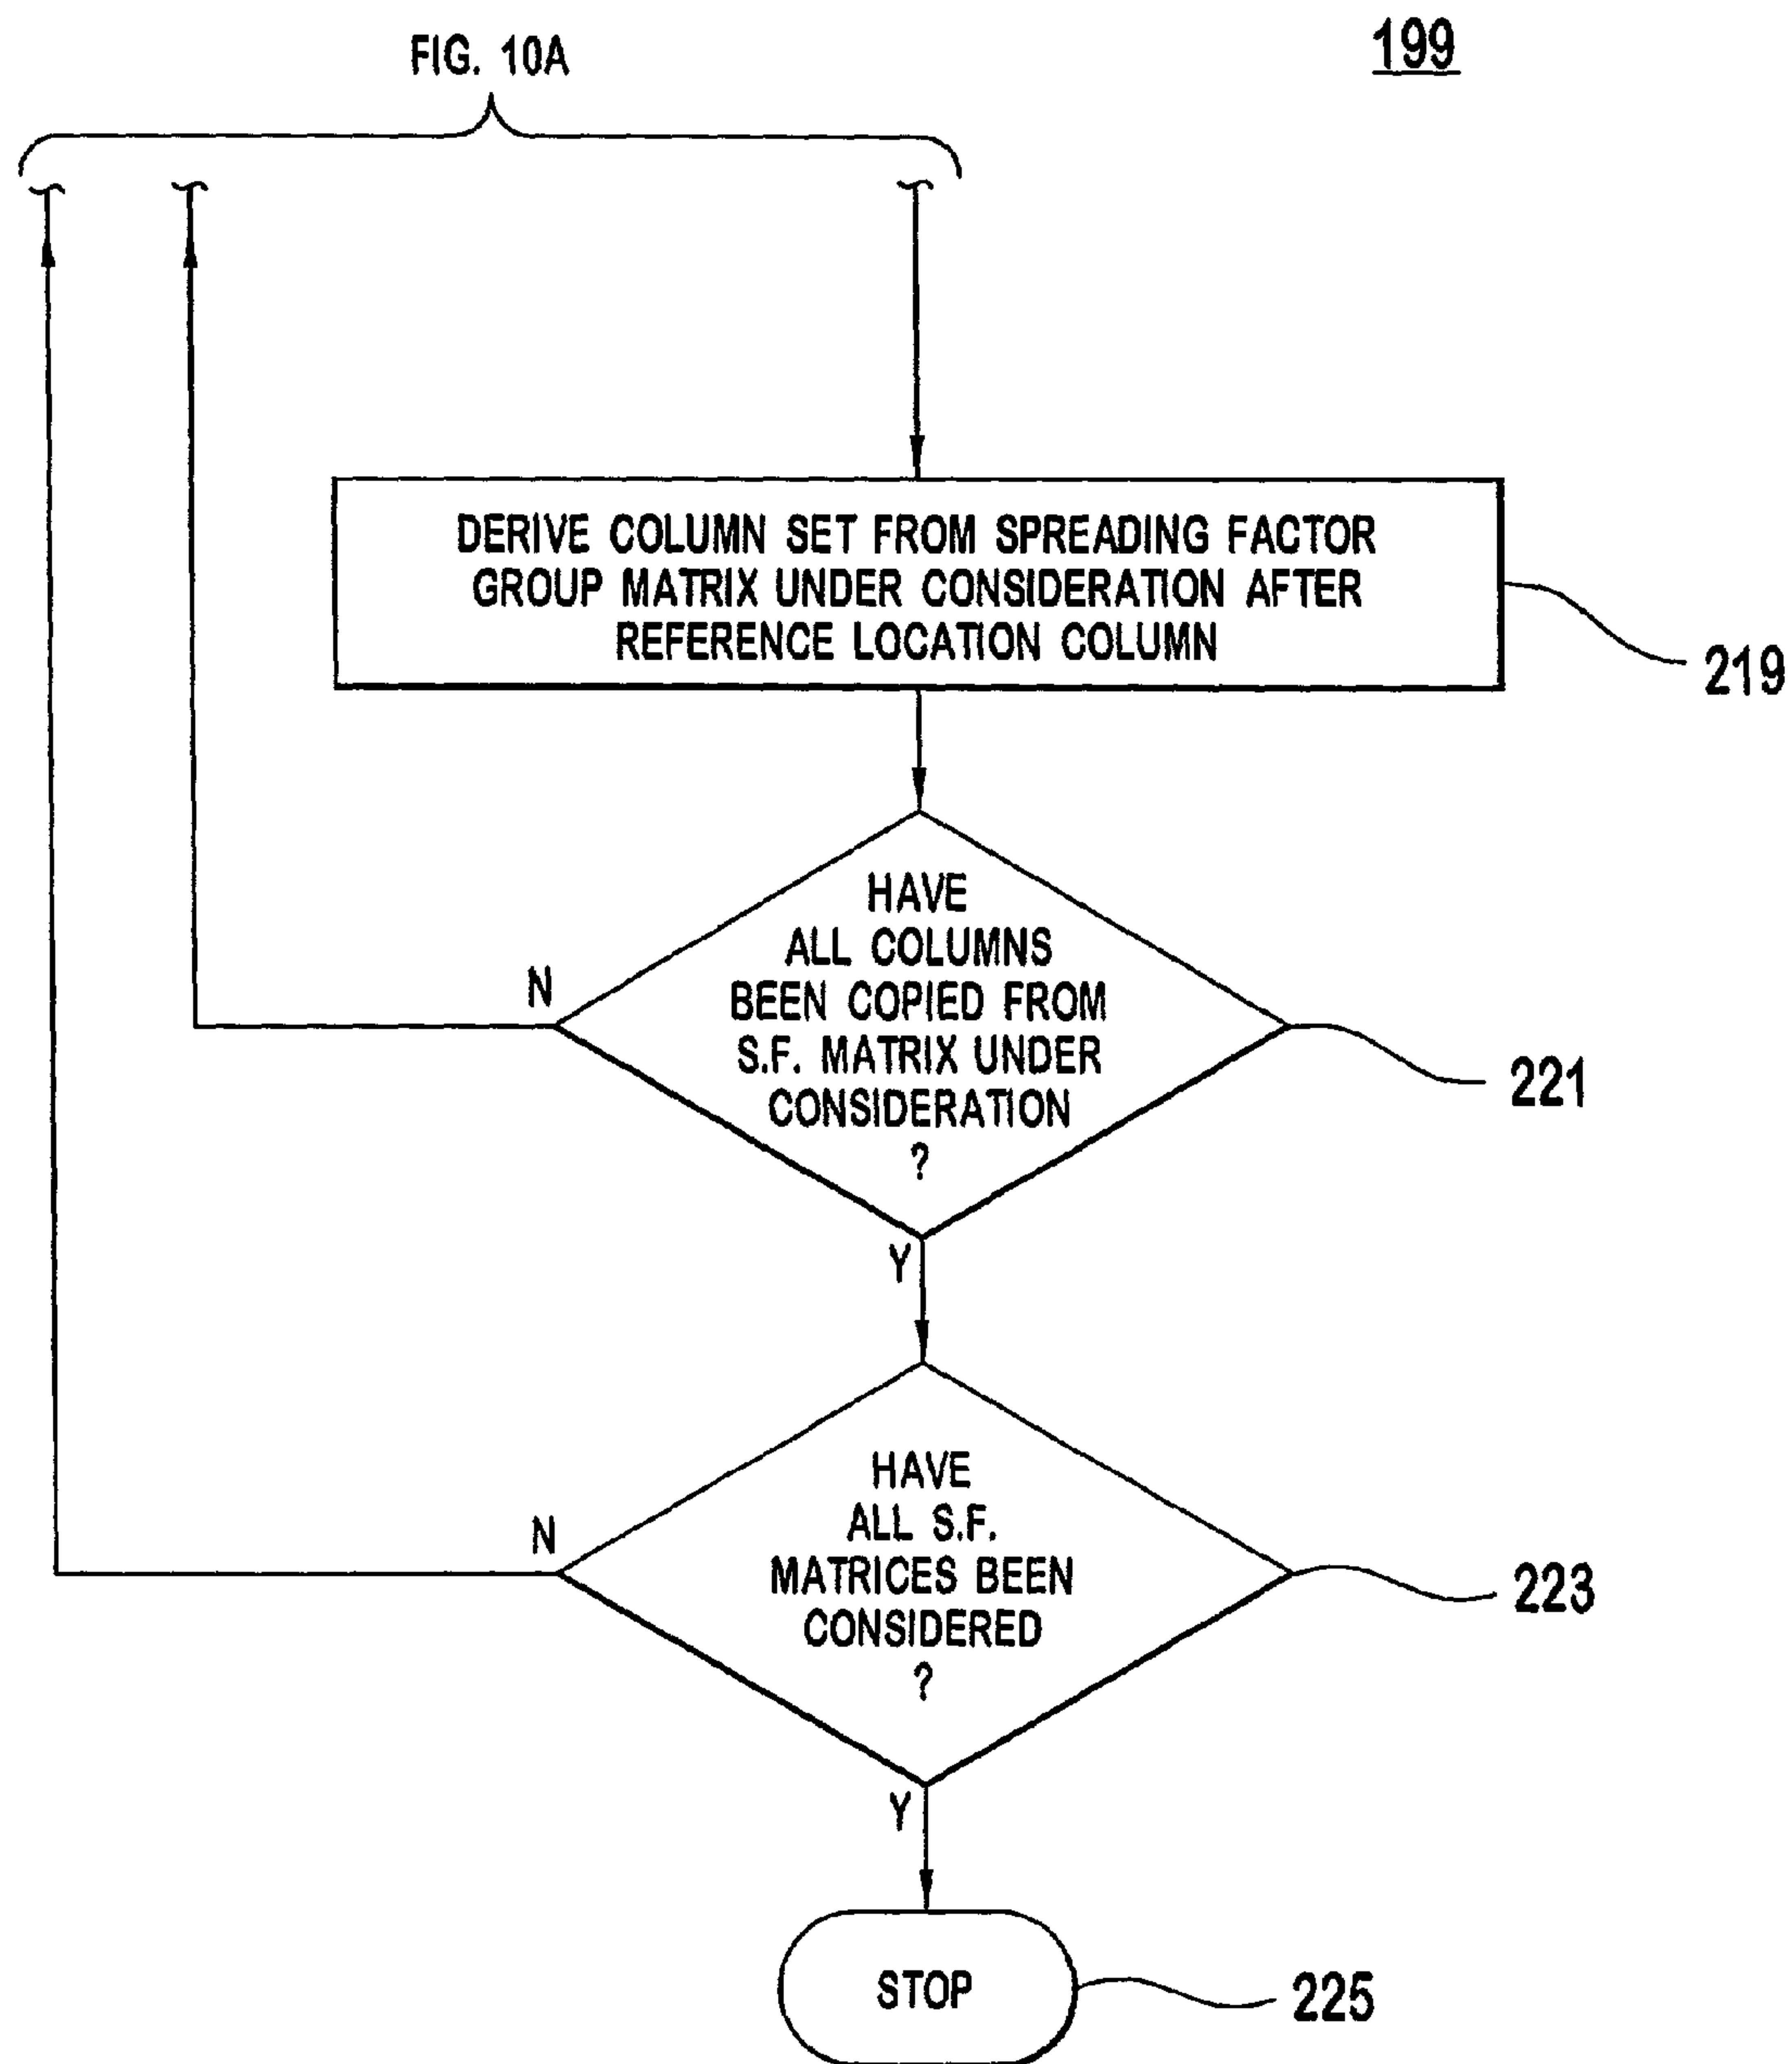 199
FIG. 10A
DERIVE COLUMN SET FROM SPREADING FACTOR
GROUP MATRIX UNDER CONSIDERATION AFTER
REFERENCE LOCATION COLUMN
219
HAVE
ALL COLUMNS
BEEN COPIED FROM
S.F. MATRIX UNDER
CONSIDERATION
?
N
221
Y
HAVE
ALL S.F.
MATRICES BEEN
CONSIDERED
?
N
223
Y
STOP
225